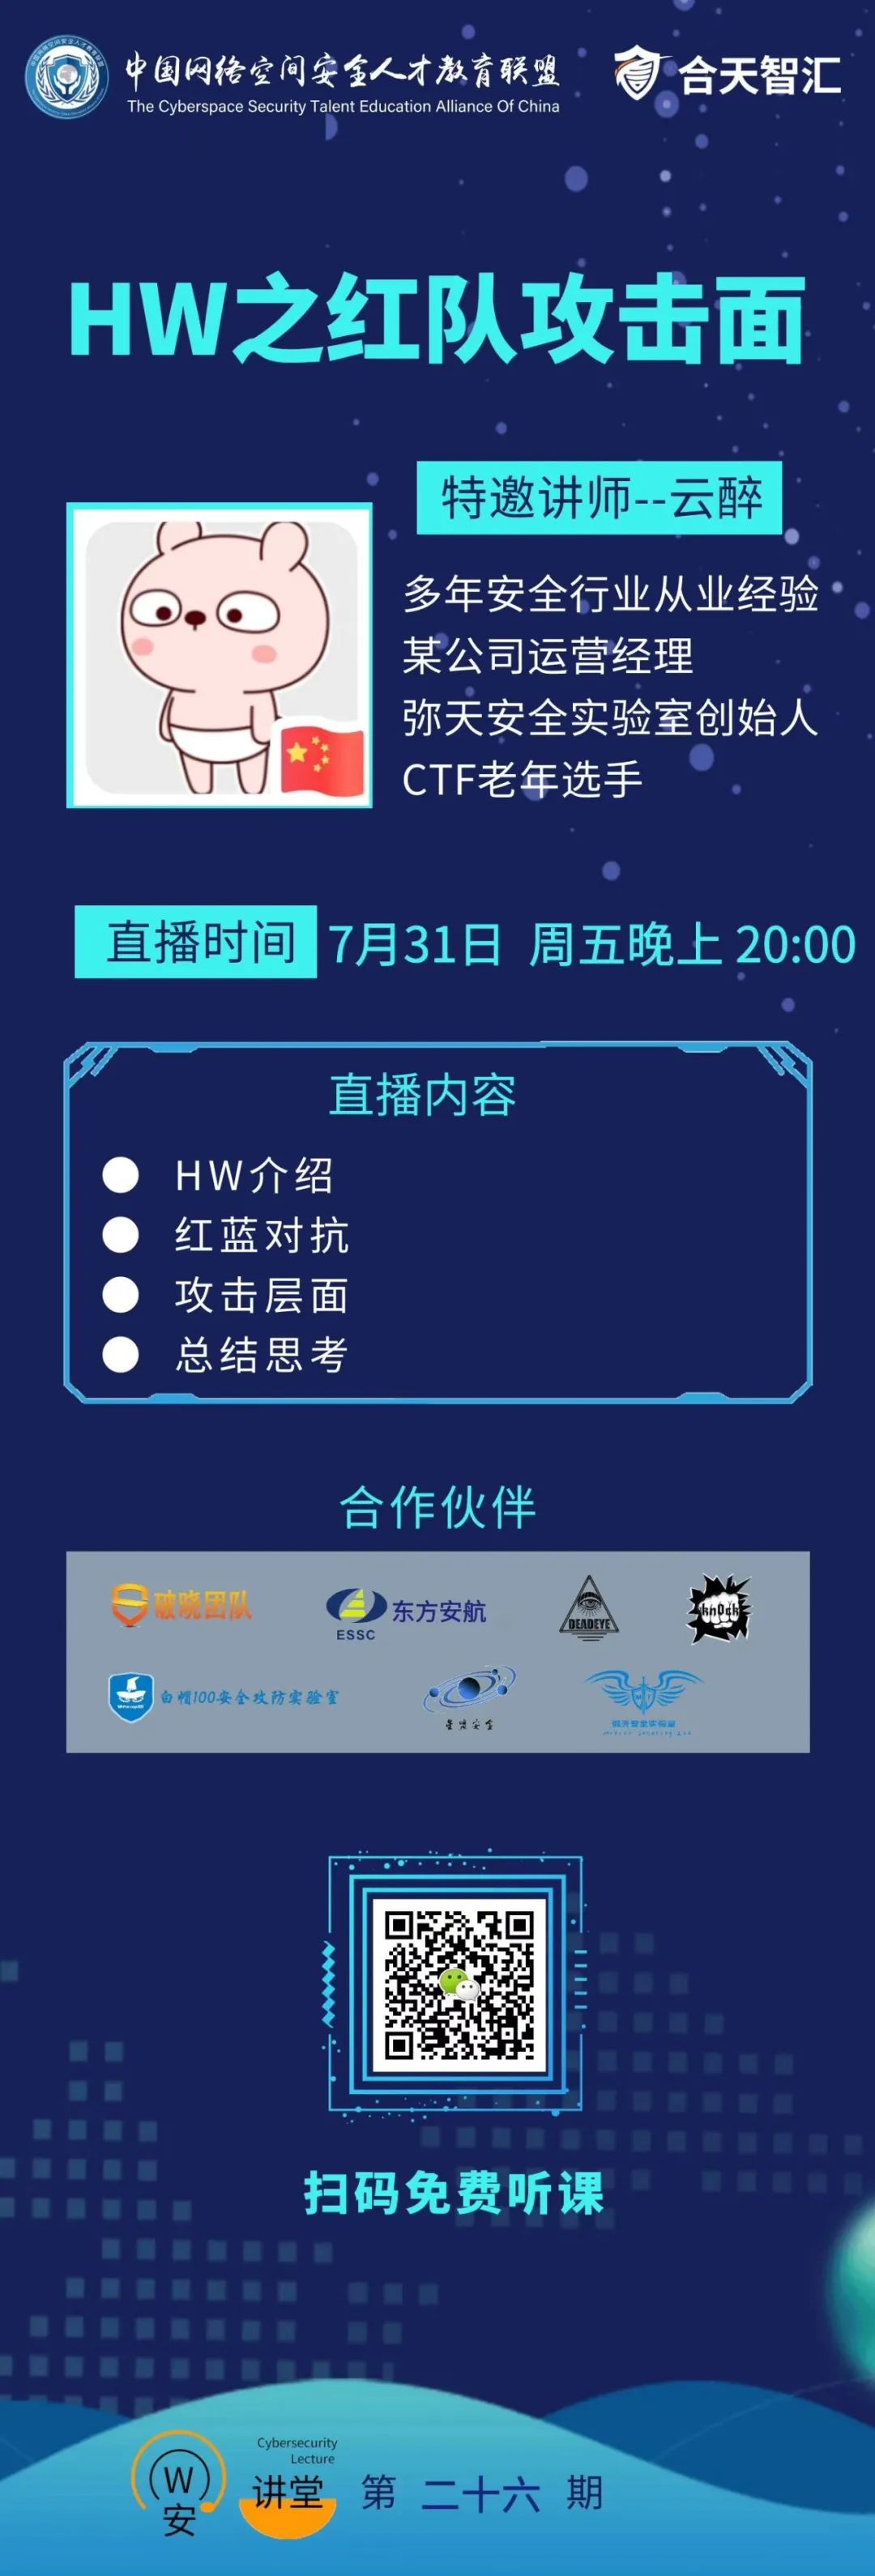 中国网络空间安全人才教育联盟
The Cyberspace Security Talent Education Alliance Of China
合天智汇
HW之红队攻击面
特邀讲师--云醉
多年安全行业从业经验
某公司运营经理
弥天安全实验室创始人
CTF老年选手
直播时间 7月31日 周五晚上 20:00
直播内容
HW介绍
红蓝对抗
攻击层面
总结思考
合作伙伴
破晓团队
ESSC
东方安航
DEADEYE
kn0ck
白帽100安全攻防实验室
星盟安全
弥天安全实验室
扫码免费听课
W
安
Cybersecurity
Lecture
讲堂 第 二十六 期